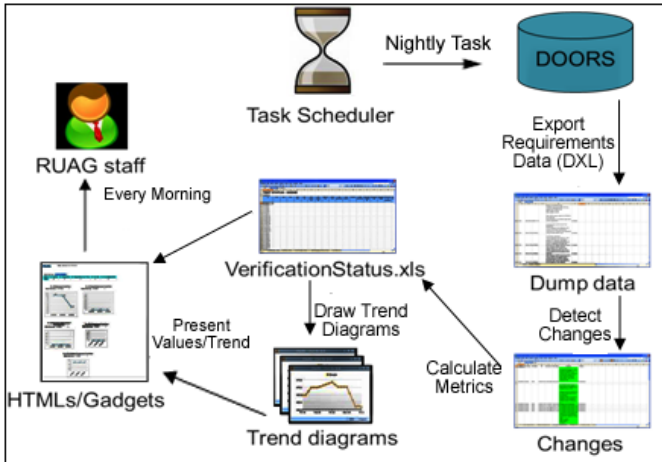 Nightly Task
DOORS
Task Scheduler
Export
Requirements
Data (DXL)
RUAG staff
Every Morning
VerificationStatus.xls
Dump data
Draw Trend
Diagrams
Detect
Changes
Present
Values/Trend
Calculate
Metrics
HTMLs/Gadgets
Trend diagrams
Changes